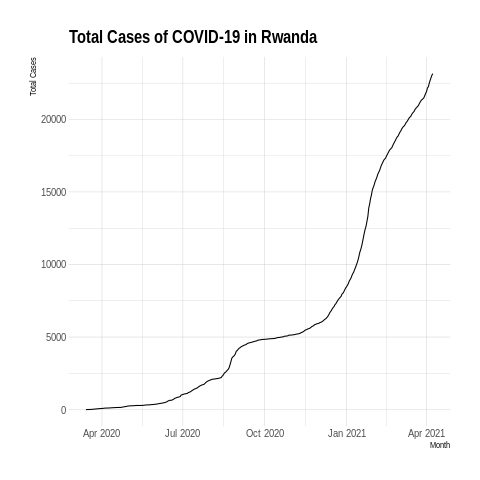 Total Cases of COVID-19 in Rwanda
Total Cases
20000
15000
10000
5000
0
Apr 2020 Jul 2020 Oct 2020 Jan 2021 Apr 2021
Month